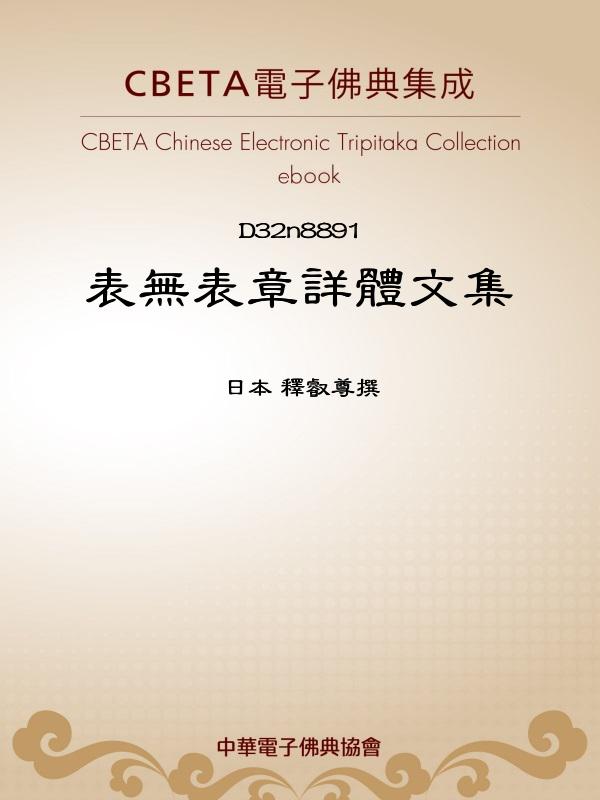 CBETA電子佛典集成
CBETA Chinese Electronic Tripitaka Collection
ebook
D32n8891
表無表章詳體文集
日本 釋叡尊撰
中華電子佛典協會